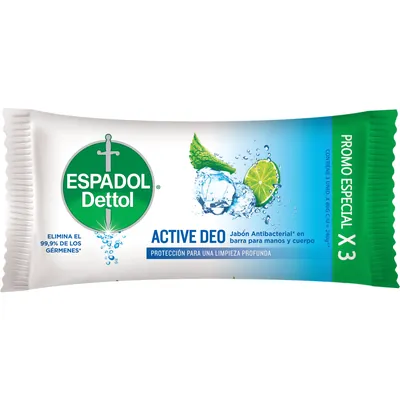 ESPADOL
Dettol®
ELIMINA EL
99,9% DE LOS
GÉRMENES*
ACTIVE DEO
Jabón Antibacterial* en
barra para manos y cuerpo
PROTECCIÓN PARA UNA LIMPIEZA PROFUNDA
PROMO ESPECIAL X 3